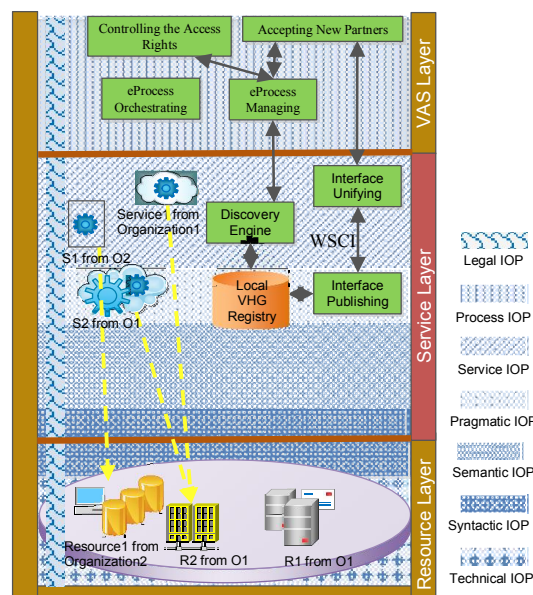 Controlling the Access
Rights
Accepting New Partners
eProcess
Orchestrating
eProcess
Managing
VAS Layer
Service1 from
Organization1
Interface
Unifying
Discovery
Engine
WSCI
S1 from O2
Local
VHG
Registry
Interface
Publishing
S2 from O1
Service Layer
Legal IOP
Process IOP
Service IOP
Pragmatic IOP
Semantic IOP
Syntactic IOP
Technical IOP
Resource1 from
Organization2
R2 from O1
R1 from O1
Resource Layer